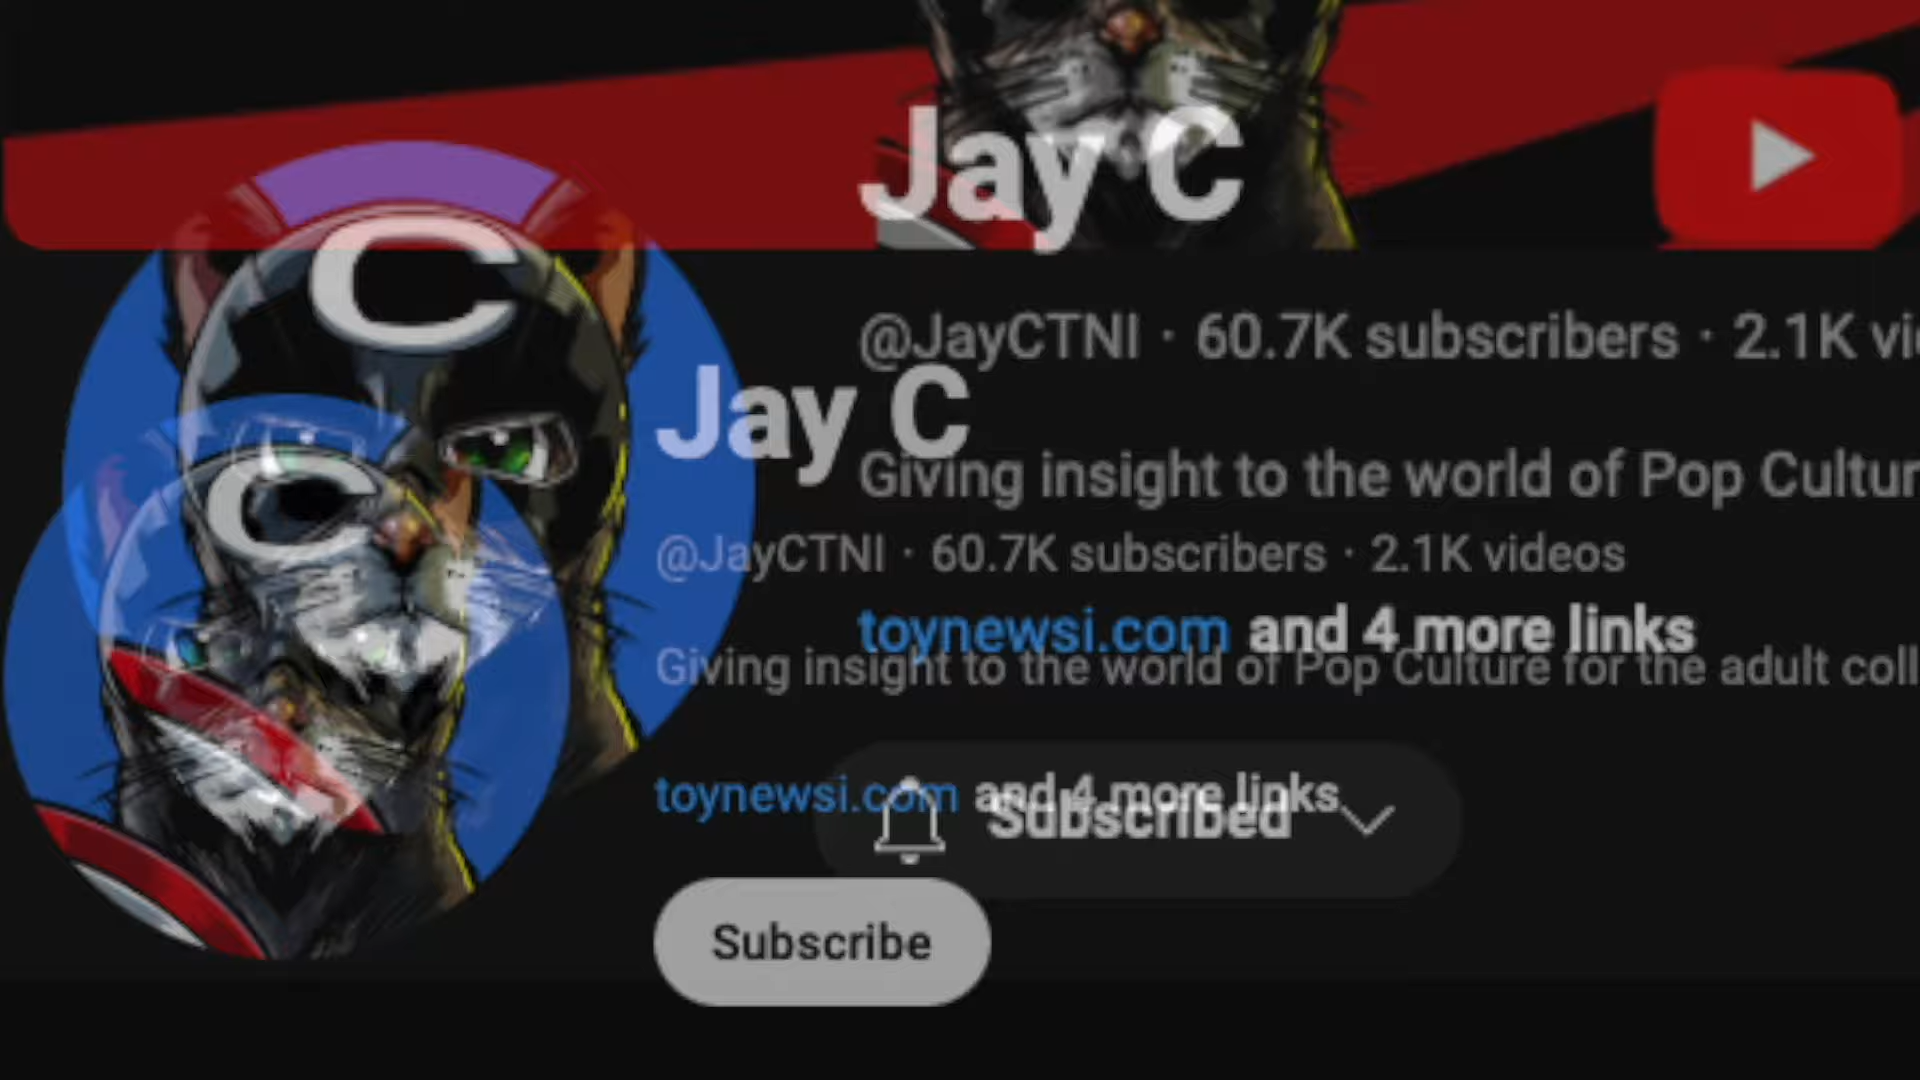 Jay C
@JayCTNI · 60.7K subscribers · 2.1K vi
Giving insight to the world of Pop Cultur
toynewsi.com and 4 more links
Subscribed
C
Jay C
@JayCTNI · 60.7K subscribers · 2.1K videos
Giving insight to the world of Pop Culture for the adult coll
toynewsi.com and 4 more links
Subscribe
C